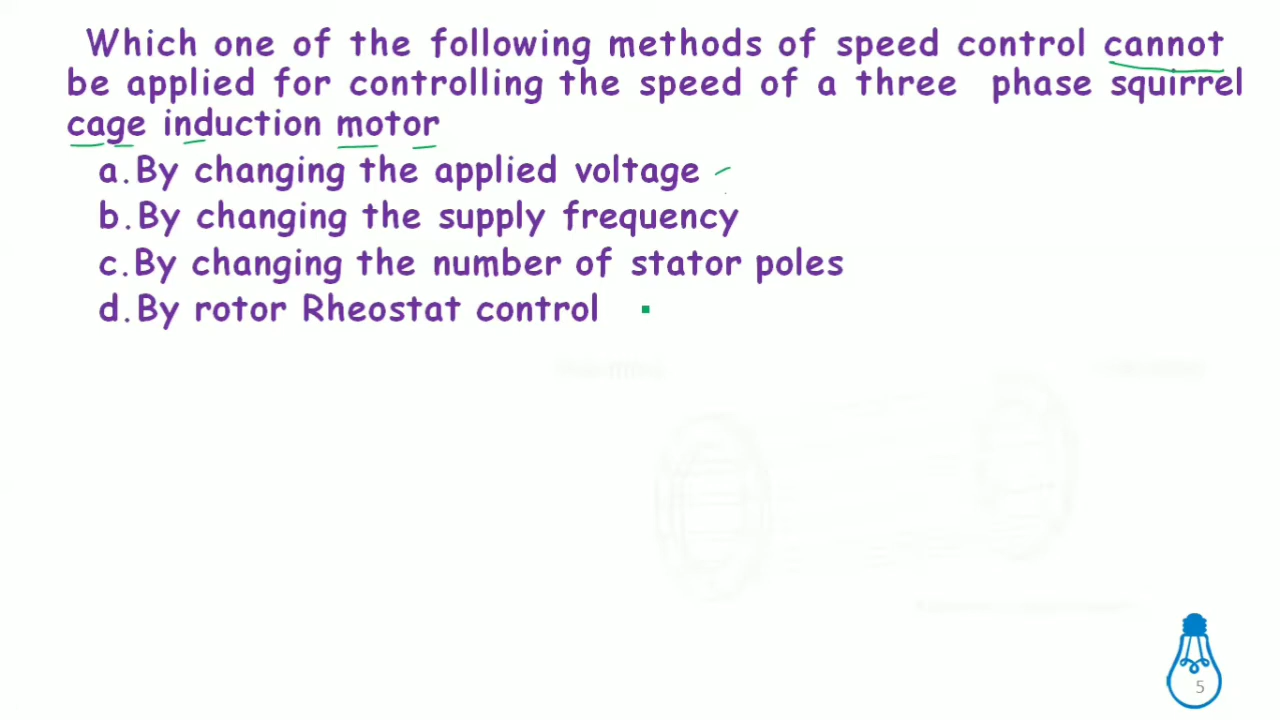 Which one of the following methods of speed control cannot
be applied for controlling the speed of a three phase squirrel
cage induction motor
a.By changing the applied voltage
b.By changing the supply frequency
c.By changing the number of stator poles
d.By rotor Rheostat control
5